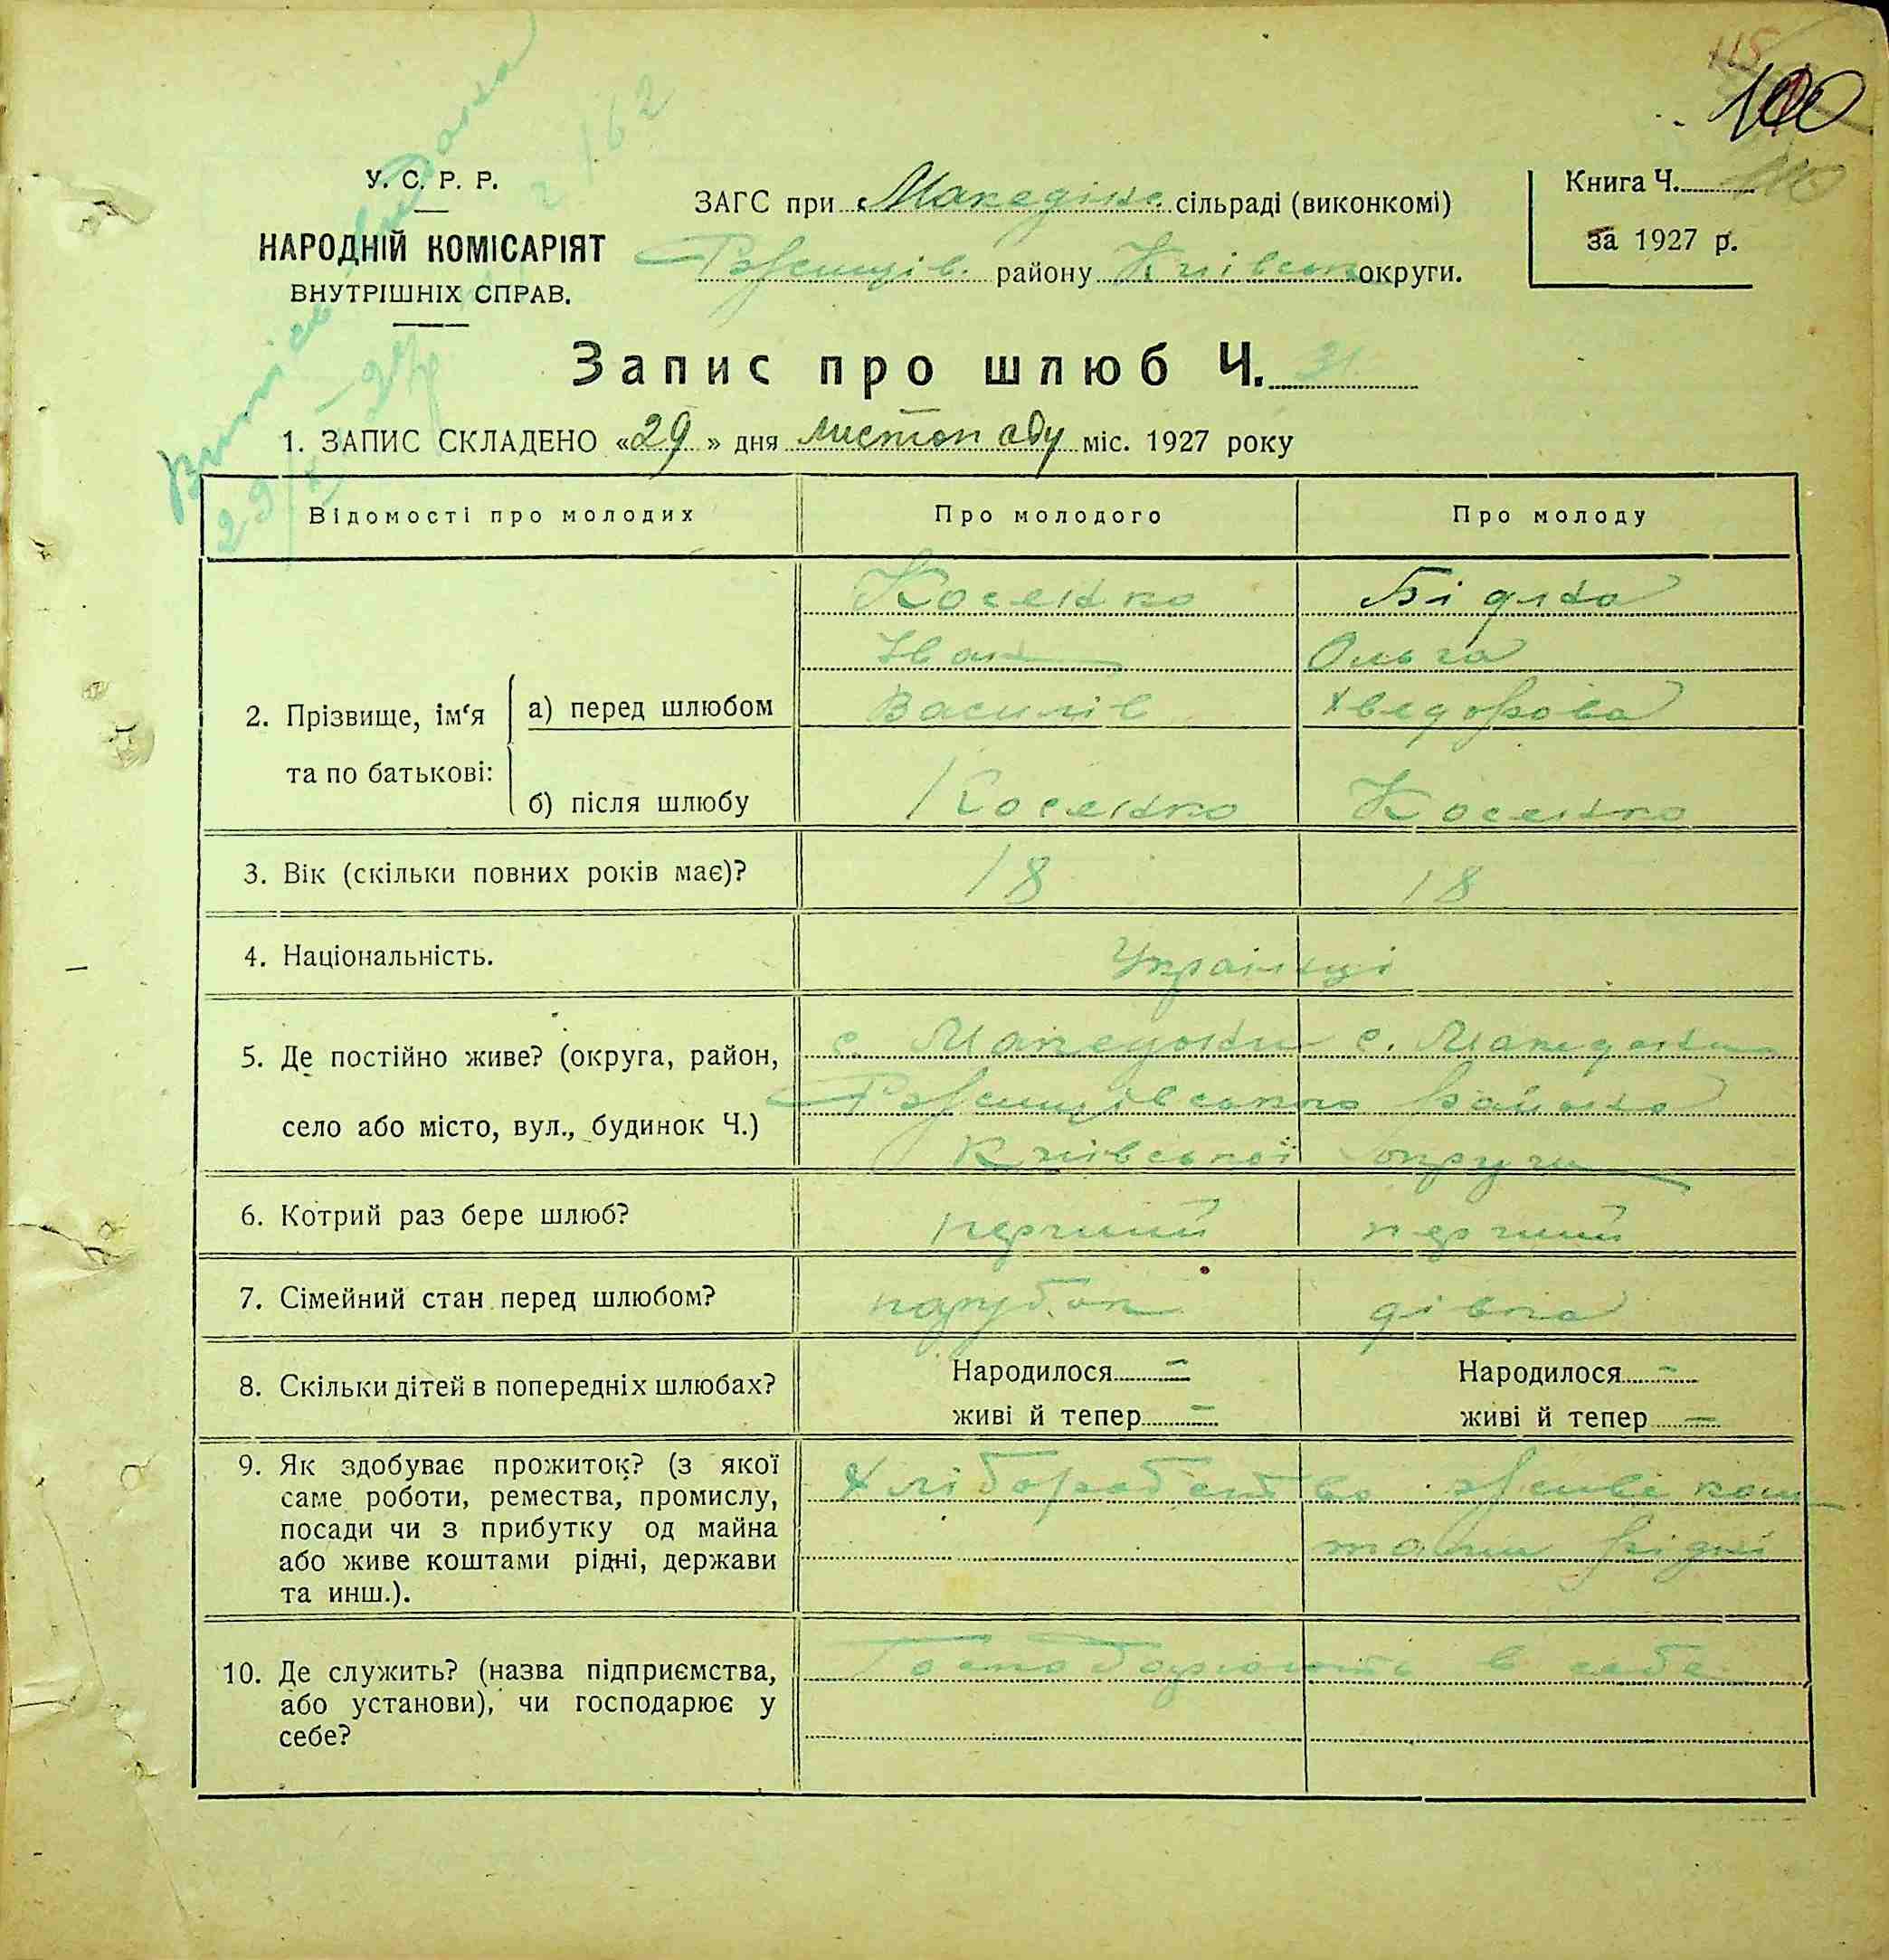 115
100
110
У. С. Р. Р.
НАРОДНІЙ КОМІСАРІЯТ
ВНУТРІШНІХ СПРАВ.
ЗАГС при Македінс. сільраді (виконкомі)
Ржищів. району Київськ округи.
Книга Ч.
за 1927 р.
Запис про шлюб Ч. 31
1. ЗАПИС СКЛАДЕНО «29» дня листопаду міс. 1927 року
Відомості про молодих Про молодого Про молоду
Косенко Бідна
Іван Ольга
2. Прізвище, ім'я а) перед шлюбом Василів Хведорова
та по батькові:
б) після шлюбу Косенко Косенко
3. Вік (скільки повних років має)? 18 18
4. Національність. Українці
5. Де постійно живе? (округа, район, с. Македони с. Македони
село або місто, вул., будинок Ч.) Ржищівського району
Київської округи
6. Котрий раз бере шлюб? перший перший
7. Сімейний стан перед шлюбом? парубок дівка
8. Скільки дітей в попередніх шлюбах? Народилося — Народилося —
живі й тепер — живі й тепер —
9. Як здобуває прожиток? (з якої Хліборобство живе кош
саме роботи, ремества, промислу,
посади чи з прибутку од майна тами рідні
або живе коштами рідні, держави
та инш.).
10. Де служить? (назва підприємства, Господарюють в себе
або установи), чи господарює у
себе?